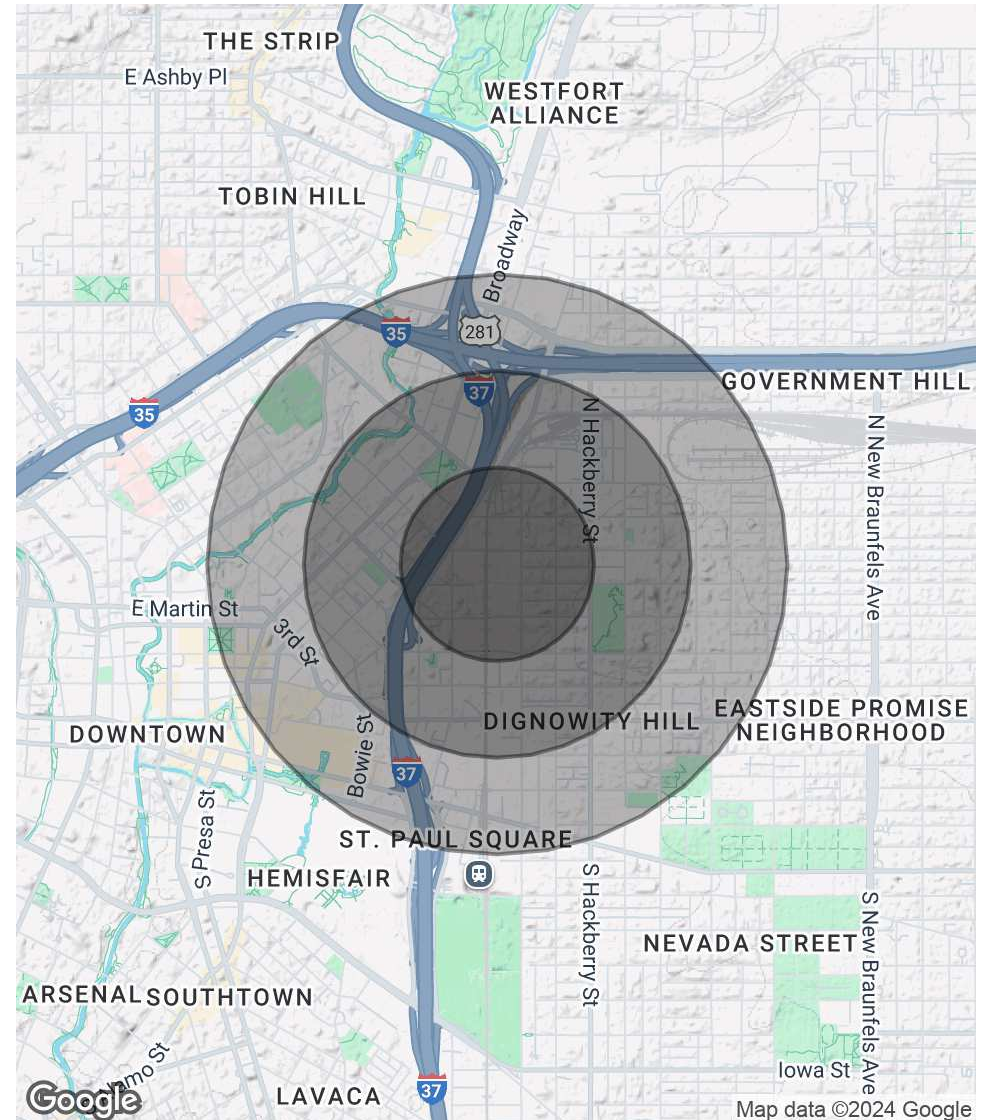 THE STRIP
E Ashby Pl
WESTFORT
ALLIANCE
TOBIN HILL
Broadway
35
281
GOVERNMENT HILL
37
35
N Hackberry St
N New Braunfels Ave
E Martin St
3rd St
DOWNTOWN
Bowie St
DIGNOWITY HILL
EASTSIDE PROMISE
NEIGHBORHOOD
37
S Presa St
ST. PAUL SQUARE
HEMISFAIR
S Hackberry St
S New Braunfels Ave
NEVADA STREET
ARSENAL
SOUTHTOWN
Iowa St
LAVACA
37
Google
Map data ©2024 Google